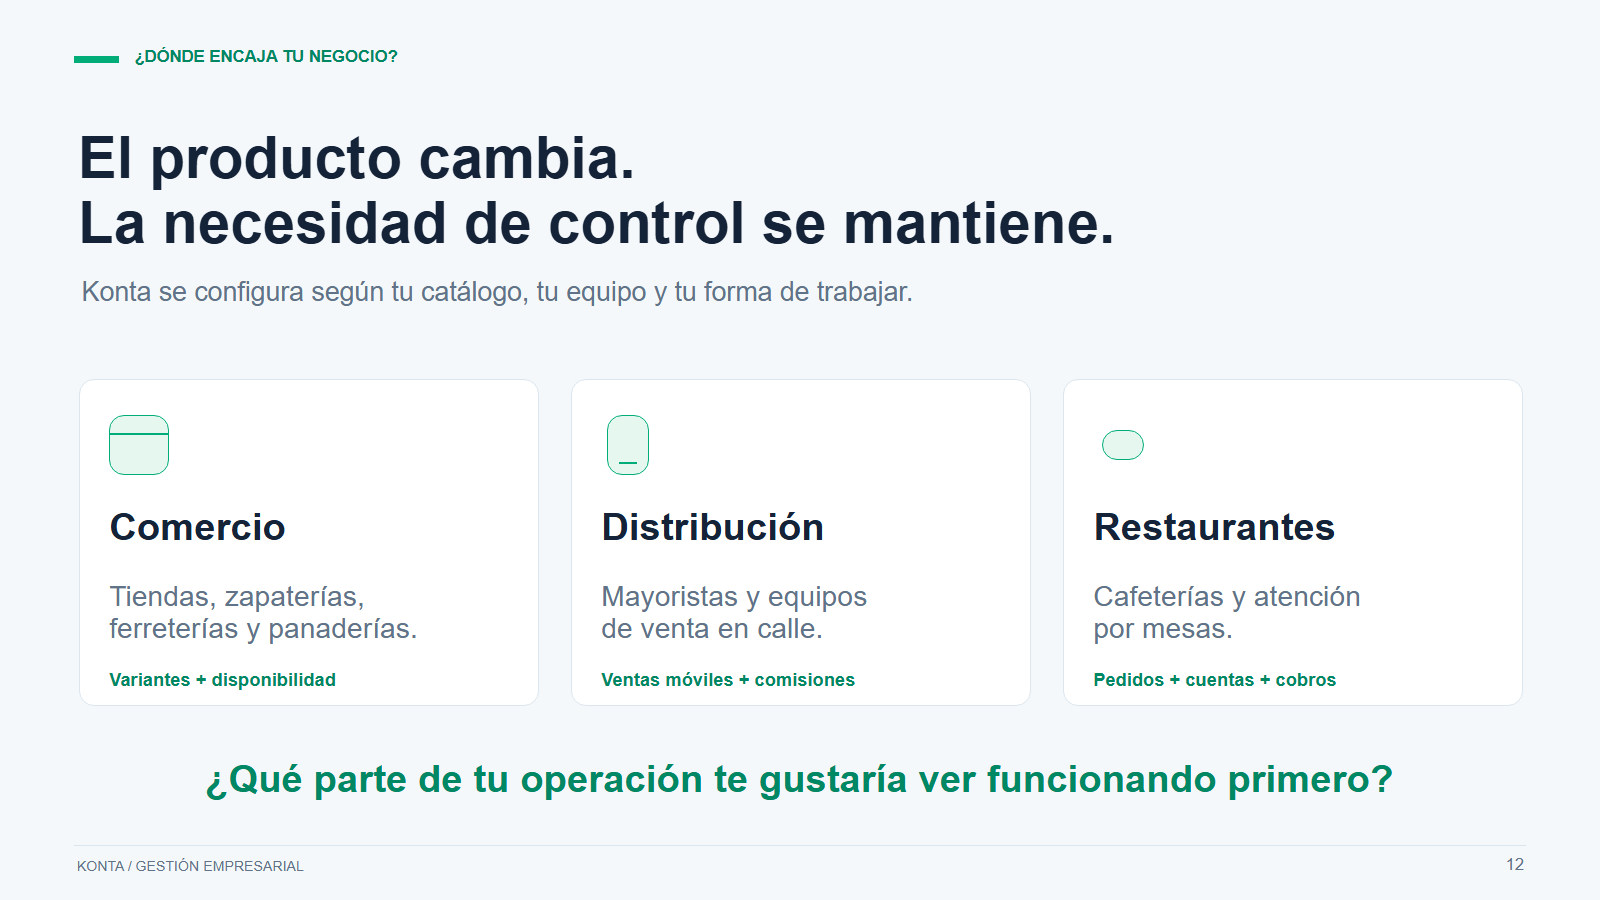 ¿DÓNDE ENCAJA TU NEGOCIO?
El producto cambia.
La necesidad de control se mantiene.
Konta se configura según tu catálogo, tu equipo y tu forma de trabajar.
Comercio
Tiendas, zapaterías,
ferreterías y panaderías.
Variantes + disponibilidad
Distribución
Mayoristas y equipos
de venta en calle.
Ventas móviles + comisiones
Restaurantes
Cafeterías y atención
por mesas.
Pedidos + cuentas + cobros
¿Qué parte de tu operación te gustaría ver funcionando primero?
KONTA / GESTIÓN EMPRESARIAL
12